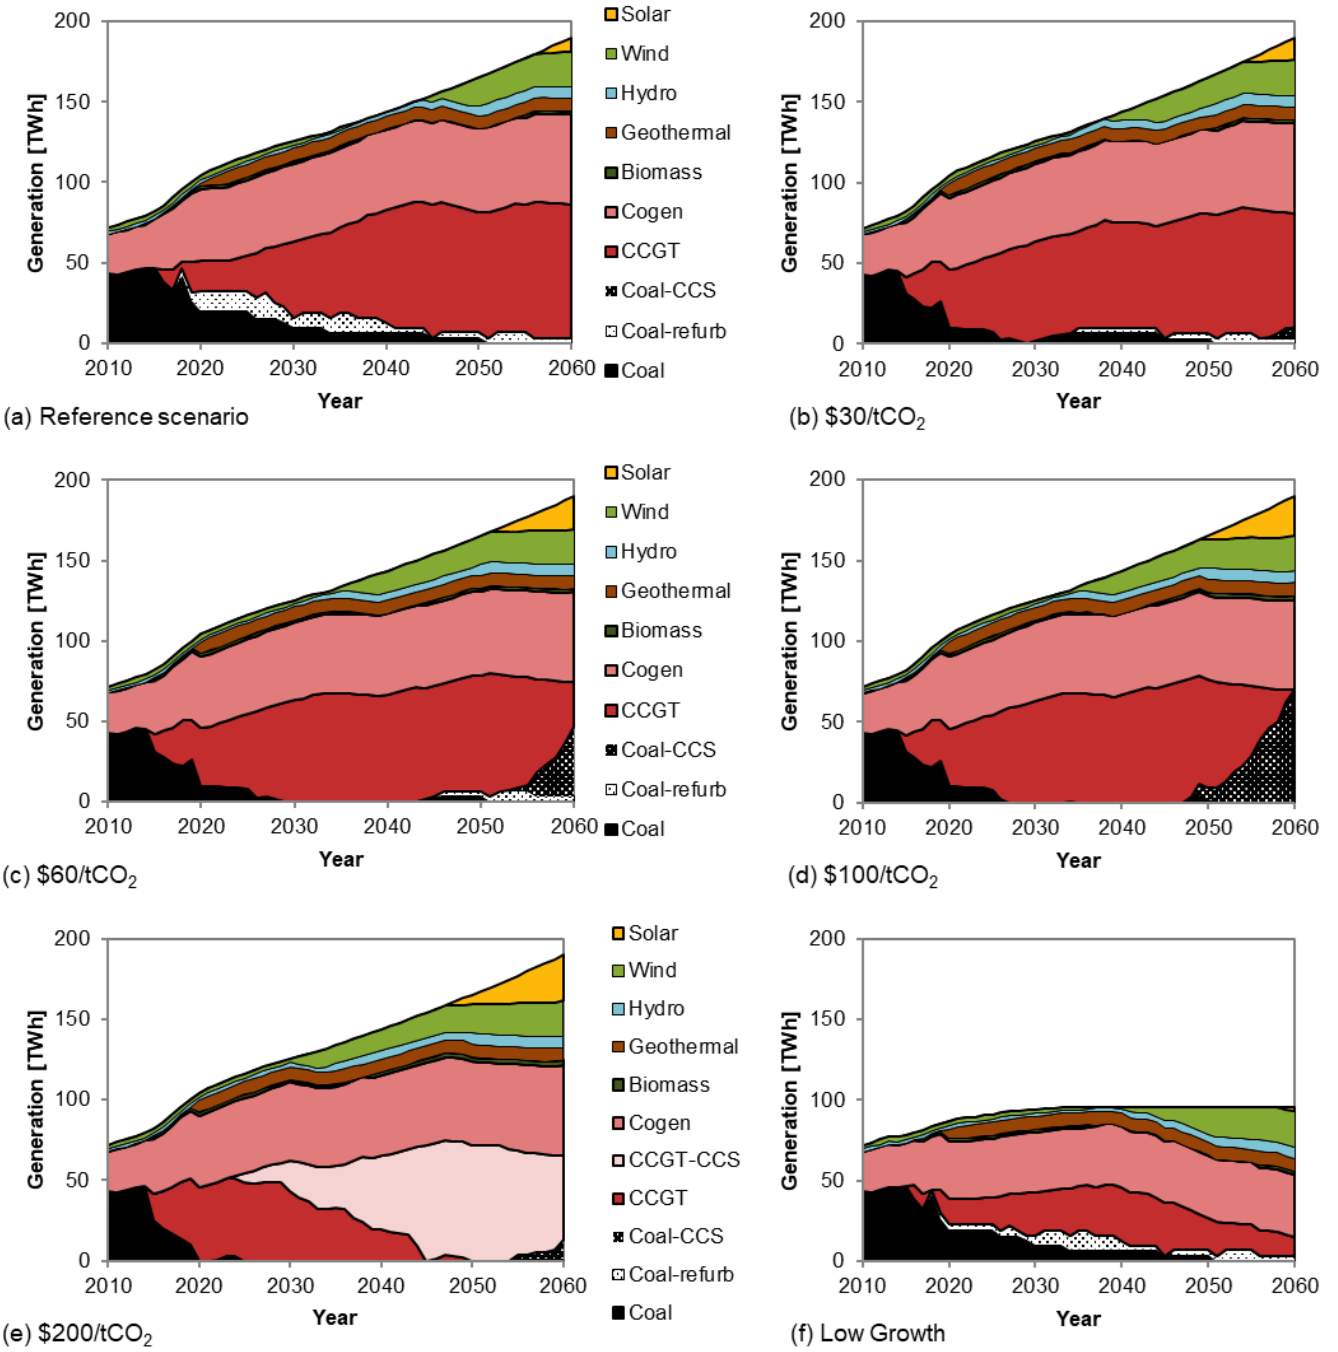 200
150
100
50
0
Generation [TWh]
2010 2020 2030 2040 2050 2060
Year
(a) Reference scenario
Solar
Wind
Hydro
Geothermal
Biomass
Cogen
CCGT
Coal-CCS
Coal-refurb
Coal
200
150
100
50
0
Generation [TWh]
2010 2020 2030 2040 2050 2060
Year
(b) $30/tCO2
200
150
100
50
0
Generation [TWh]
2010 2020 2030 2040 2050 2060
Year
(c) $60/tCO2
Solar
Wind
Hydro
Geothermal
Biomass
Cogen
CCGT
Coal-CCS
Coal-refurb
Coal
200
150
100
50
0
Generation [TWh]
2010 2020 2030 2040 2050 2060
Year
(d) $100/tCO2
200
150
100
50
0
Generation [TWh]
2010 2020 2030 2040 2050 2060
Year
(e) $200/tCO2
Solar
Wind
Hydro
Geothermal
Biomass
Cogen
CCGT-CCS
CCGT
Coal-CCS
Coal-refurb
Coal
200
150
100
50
0
Generation [TWh]
2010 2020 2030 2040 2050 2060
Year
(f) Low Growth